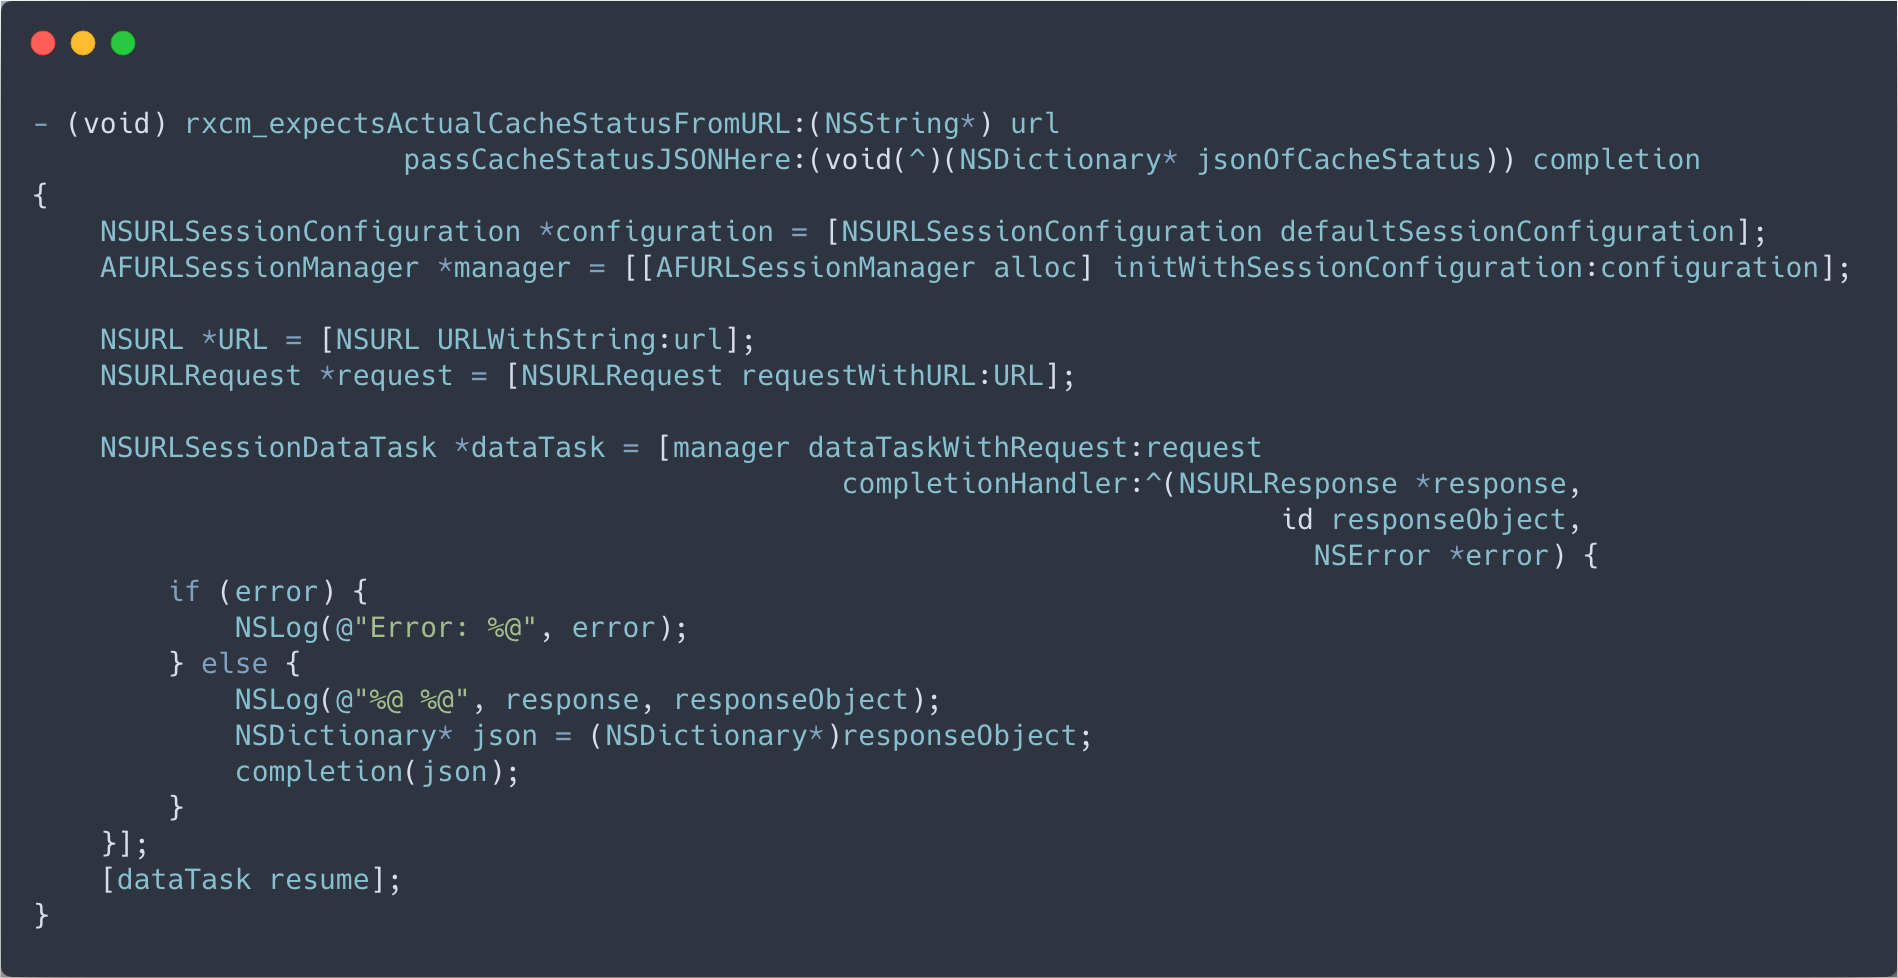 - (void) rxcm_expectsActualCacheStatusFromURL:(NSString*) url
passCacheStatusJSONHere:(void(^)(NSDictionary* jsonOfCacheStatus)) completion
{
NSURLSessionConfiguration *configuration = [NSURLSessionConfiguration defaultSessionConfiguration];
AFURLSessionManager *manager = [[AFURLSessionManager alloc] initWithSessionConfiguration:configuration];
NSURL *URL = [NSURL URLWithString:url];
NSURLRequest *request = [NSURLRequest requestWithURL:URL];
NSURLSessionDataTask *dataTask = [manager dataTaskWithRequest:request
completionHandler:^(NSURLResponse *response,
id responseObject,
NSError *error) {
if (error) {
NSLog(@"Error: %@", error);
} else {
NSLog(@"%@ %@", response, responseObject);
NSDictionary* json = (NSDictionary*)responseObject;
completion(json);
}
}];
[dataTask resume];
}